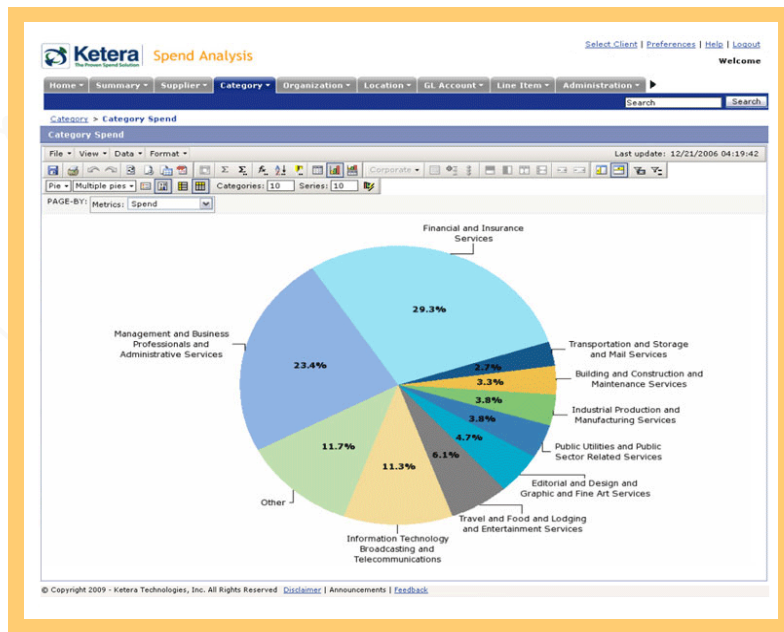 Select Client | Preferences | Help | Logout
Ketera
The Proven Spend Solution
Spend Analysis
Welcome
Home Summary Supplier Category Organization Location GL Account Line Item Administration
Search Search
Category > Category Spend
Category Spend
File View Data Format Last update: 12/21/2006 04:19:42
Corporate
Pie Multiple pies Categories: 10 Series: 10
PAGE-BY: Metrics: Spend
Financial and Insurance
Services
29.3%
Management and Business
Professionals and
Administrative Services
23.4%
Transportation and Storage
and Mail Services
2.7%
Building and Construction and
Maintenance Services
3.3%
Industrial Production and
Manufacturing Services
3.8%
Public Utilities and Public
Sector Related Services
3.8%
Editorial and Design and
Graphic and Fine Art Services
4.7%
Travel and Food and Lodging
and Entertainment Services
6.1%
Information Technology
Broadcasting and
Telecommunications
11.3%
Other
11.7%
© Copyright 2009 - Ketera Technologies, Inc. All Rights Reserved Disclaimer | Announcements | Feedback